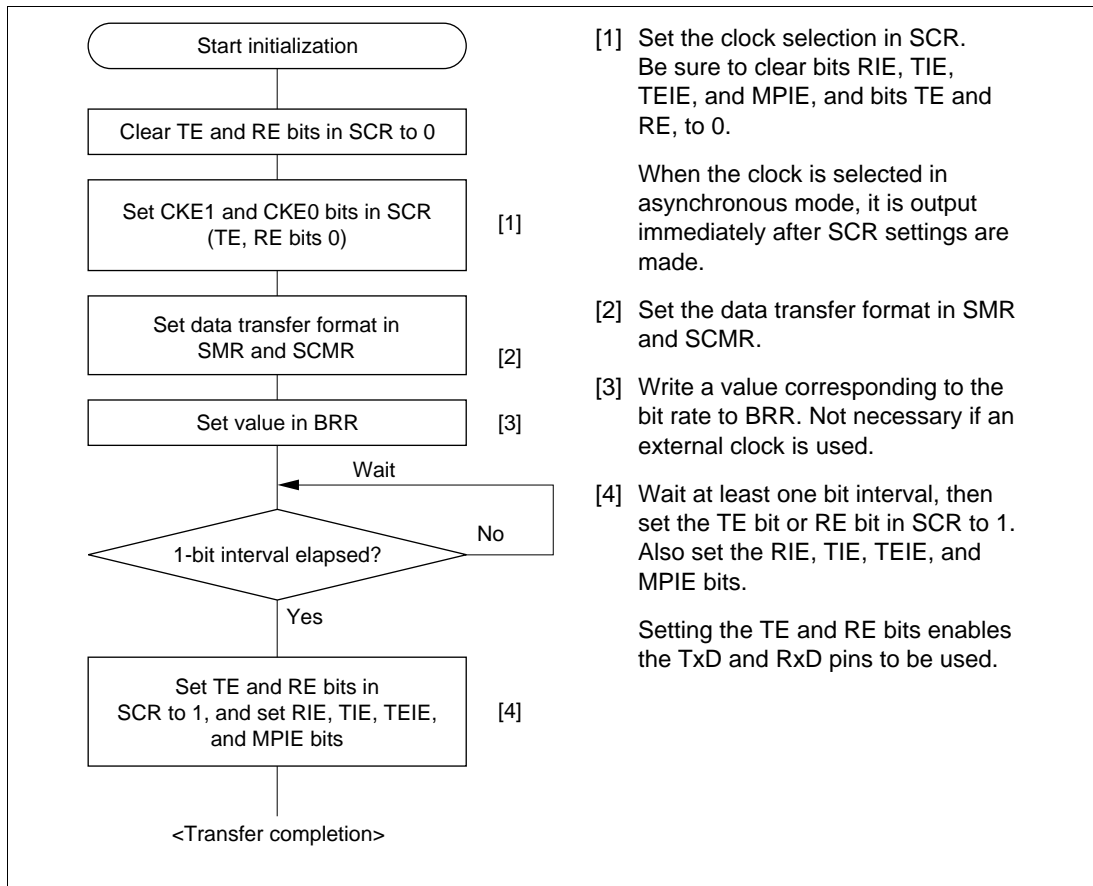 Start initialization
Clear TE and RE bits in SCR to 0
Set CKE1 and CKE0 bits in SCR
(TE, RE bits 0)
[1]
Set data transfer format in
SMR and SCMR
[2]
Set value in BRR
[3]
Wait
No
1-bit interval elapsed?
Yes
Set TE and RE bits in
SCR to 1, and set RIE, TIE, TEIE,
and MPIE bits
[4]
<Transfer completion>
[1] Set the clock selection in SCR.
Be sure to clear bits RIE, TIE,
TEIE, and MPIE, and bits TE and
RE, to 0.
When the clock is selected in
asynchronous mode, it is output
immediately after SCR settings are
made.
[2] Set the data transfer format in SMR
and SCMR.
[3] Write a value corresponding to the
bit rate to BRR. Not necessary if an
external clock is used.
[4] Wait at least one bit interval, then
set the TE bit or RE bit in SCR to 1.
Also set the RIE, TIE, TEIE, and
MPIE bits.
Setting the TE and RE bits enables
the TxD and RxD pins to be used.